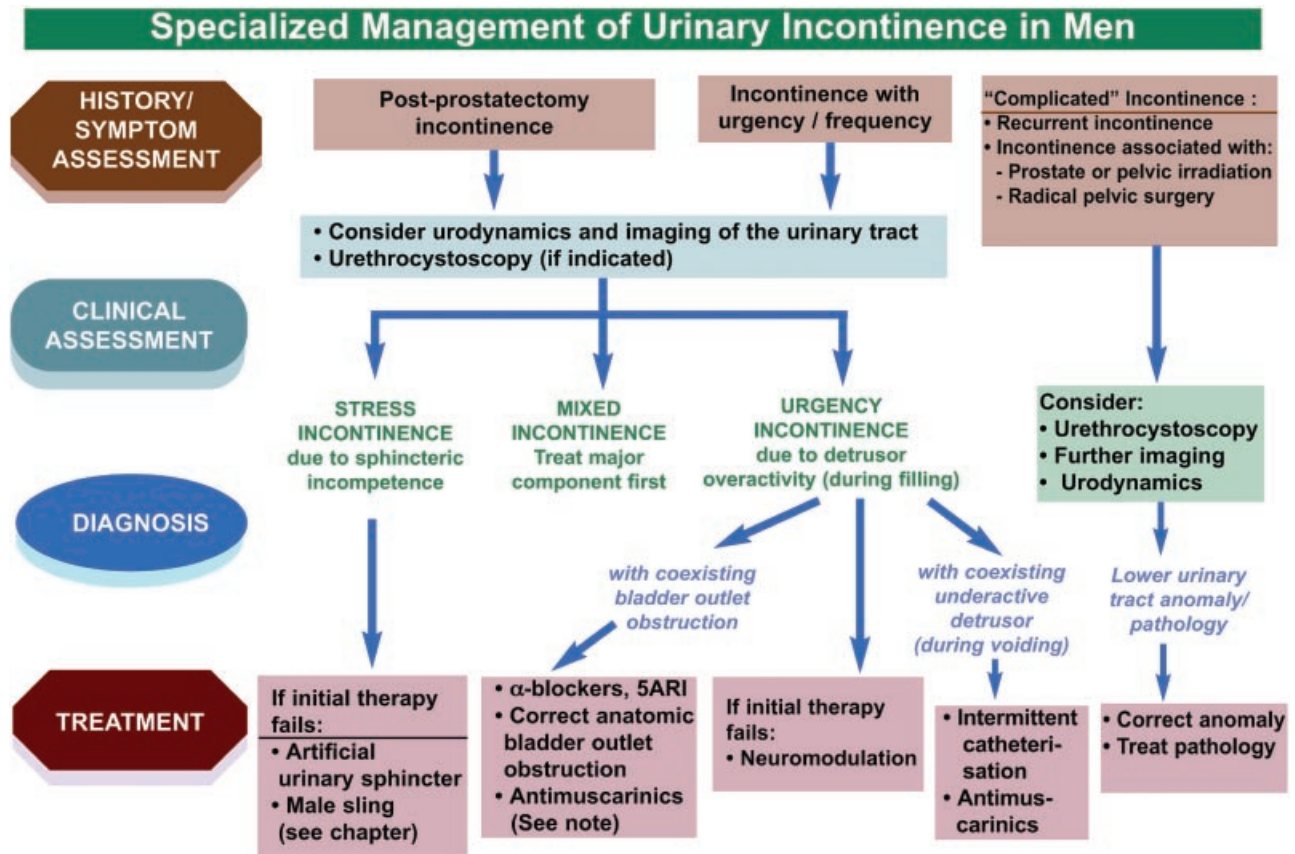 Specialized Management of Urinary Incontinence in Men
HISTORY/
SYMPTOM
ASSESSMENT
Post-prostatectomy
incontinence
Incontinence with
urgency / frequency
“Complicated” Incontinence :
• Recurrent incontinence
• Incontinence associated with:
- Prostate or pelvic irradiation
- Radical pelvic surgery
• Consider urodynamics and imaging of the urinary tract
• Urethrocystoscopy (if indicated)
CLINICAL
ASSESSMENT
STRESS
INCONTINENCE
due to sphincteric
incompetence
MIXED
INCONTINENCE
Treat major
component first
URGENCY
INCONTINENCE
due to detrusor
overactivity (during filling)
Consider:
• Urethrocystoscopy
• Further imaging
• Urodynamics
DIAGNOSIS
with coexisting
bladder outlet
obstruction
with coexisting
underactive
detrusor
(during voiding)
Lower urinary
tract anomaly/
pathology
TREATMENT
If initial therapy
fails:
• Artificial
urinary sphincter
• Male sling
(see chapter)
• α-blockers, 5ARI
• Correct anatomic
bladder outlet
obstruction
• Antimuscarinics
(See note)
If initial therapy
fails:
• Neuromodulation
• Intermittent
catheteri-
sation
• Antimus-
carinics
• Correct anomaly
• Treat pathology